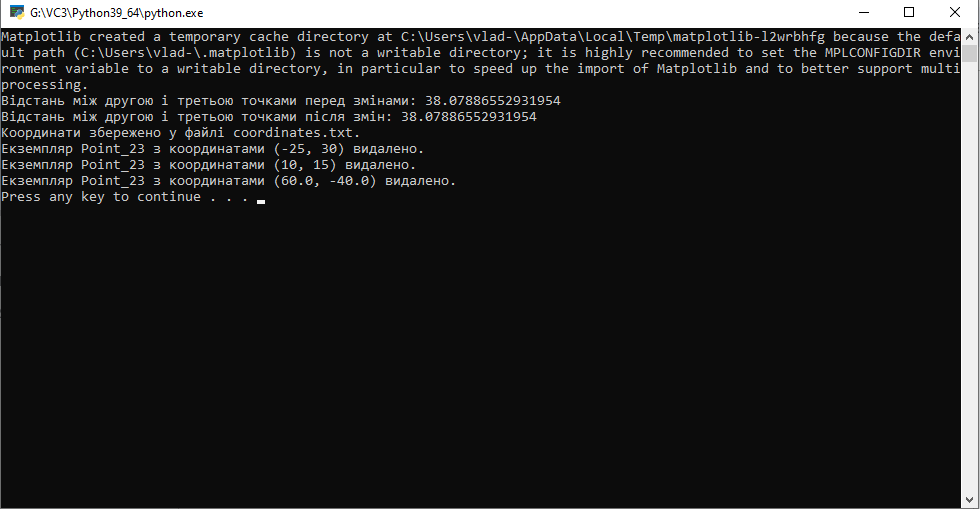 G:\VC3\Python39_64\python.exe
Matplotlib created a temporary cache directory at C:\Users\vlad-\AppData\Local\Temp\matplotlib-l2wrbhfg because the defa
ult path (C:\Users\vlad-\.matplotlib) is not a writable directory; it is highly recommended to set the MPLCONFIGDIR envi
ronment variable to a writable directory, in particular to speed up the import of Matplotlib and to better support multi
processing.
Відстань між другою і третьою точками перед змінами: 38.07886552931954
Відстань між другою і третьою точками після змін: 38.07886552931954
Координати збережено у файлі coordinates.txt.
Екземпляр Point_23 з координатами (-25, 30) видалено.
Екземпляр Point_23 з координатами (10, 15) видалено.
Екземпляр Point_23 з координатами (60.0, -40.0) видалено.
Press any key to continue . . .